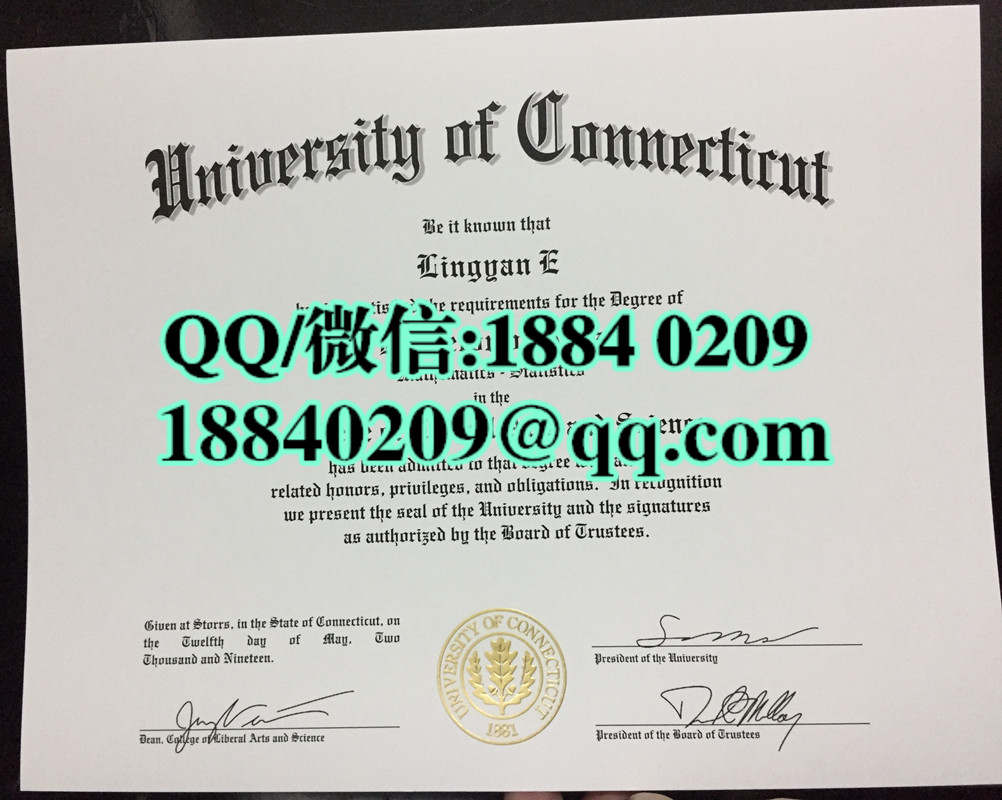 University of Connecticut
Be it known that
Lingyan E
the requirements for the Degree of
QQ/微信:1884 0209
Mathematics - Statistics
in the
and Science
18840209@qq.com
has been admitted to that Degree
related honors, privileges, and obligations. In recognition
we present the seal of the University and the signatures
as authorized by the Board of Trustees.
Given at Storrs, in the State of Connecticut, on
the Twelfth day of May, Two
Thousand and Nineteen.
UNIVERSITY OF CONNECTICUT
1881
President of the University
Dean, College of Liberal Arts and Science
President of the Board of Trustees